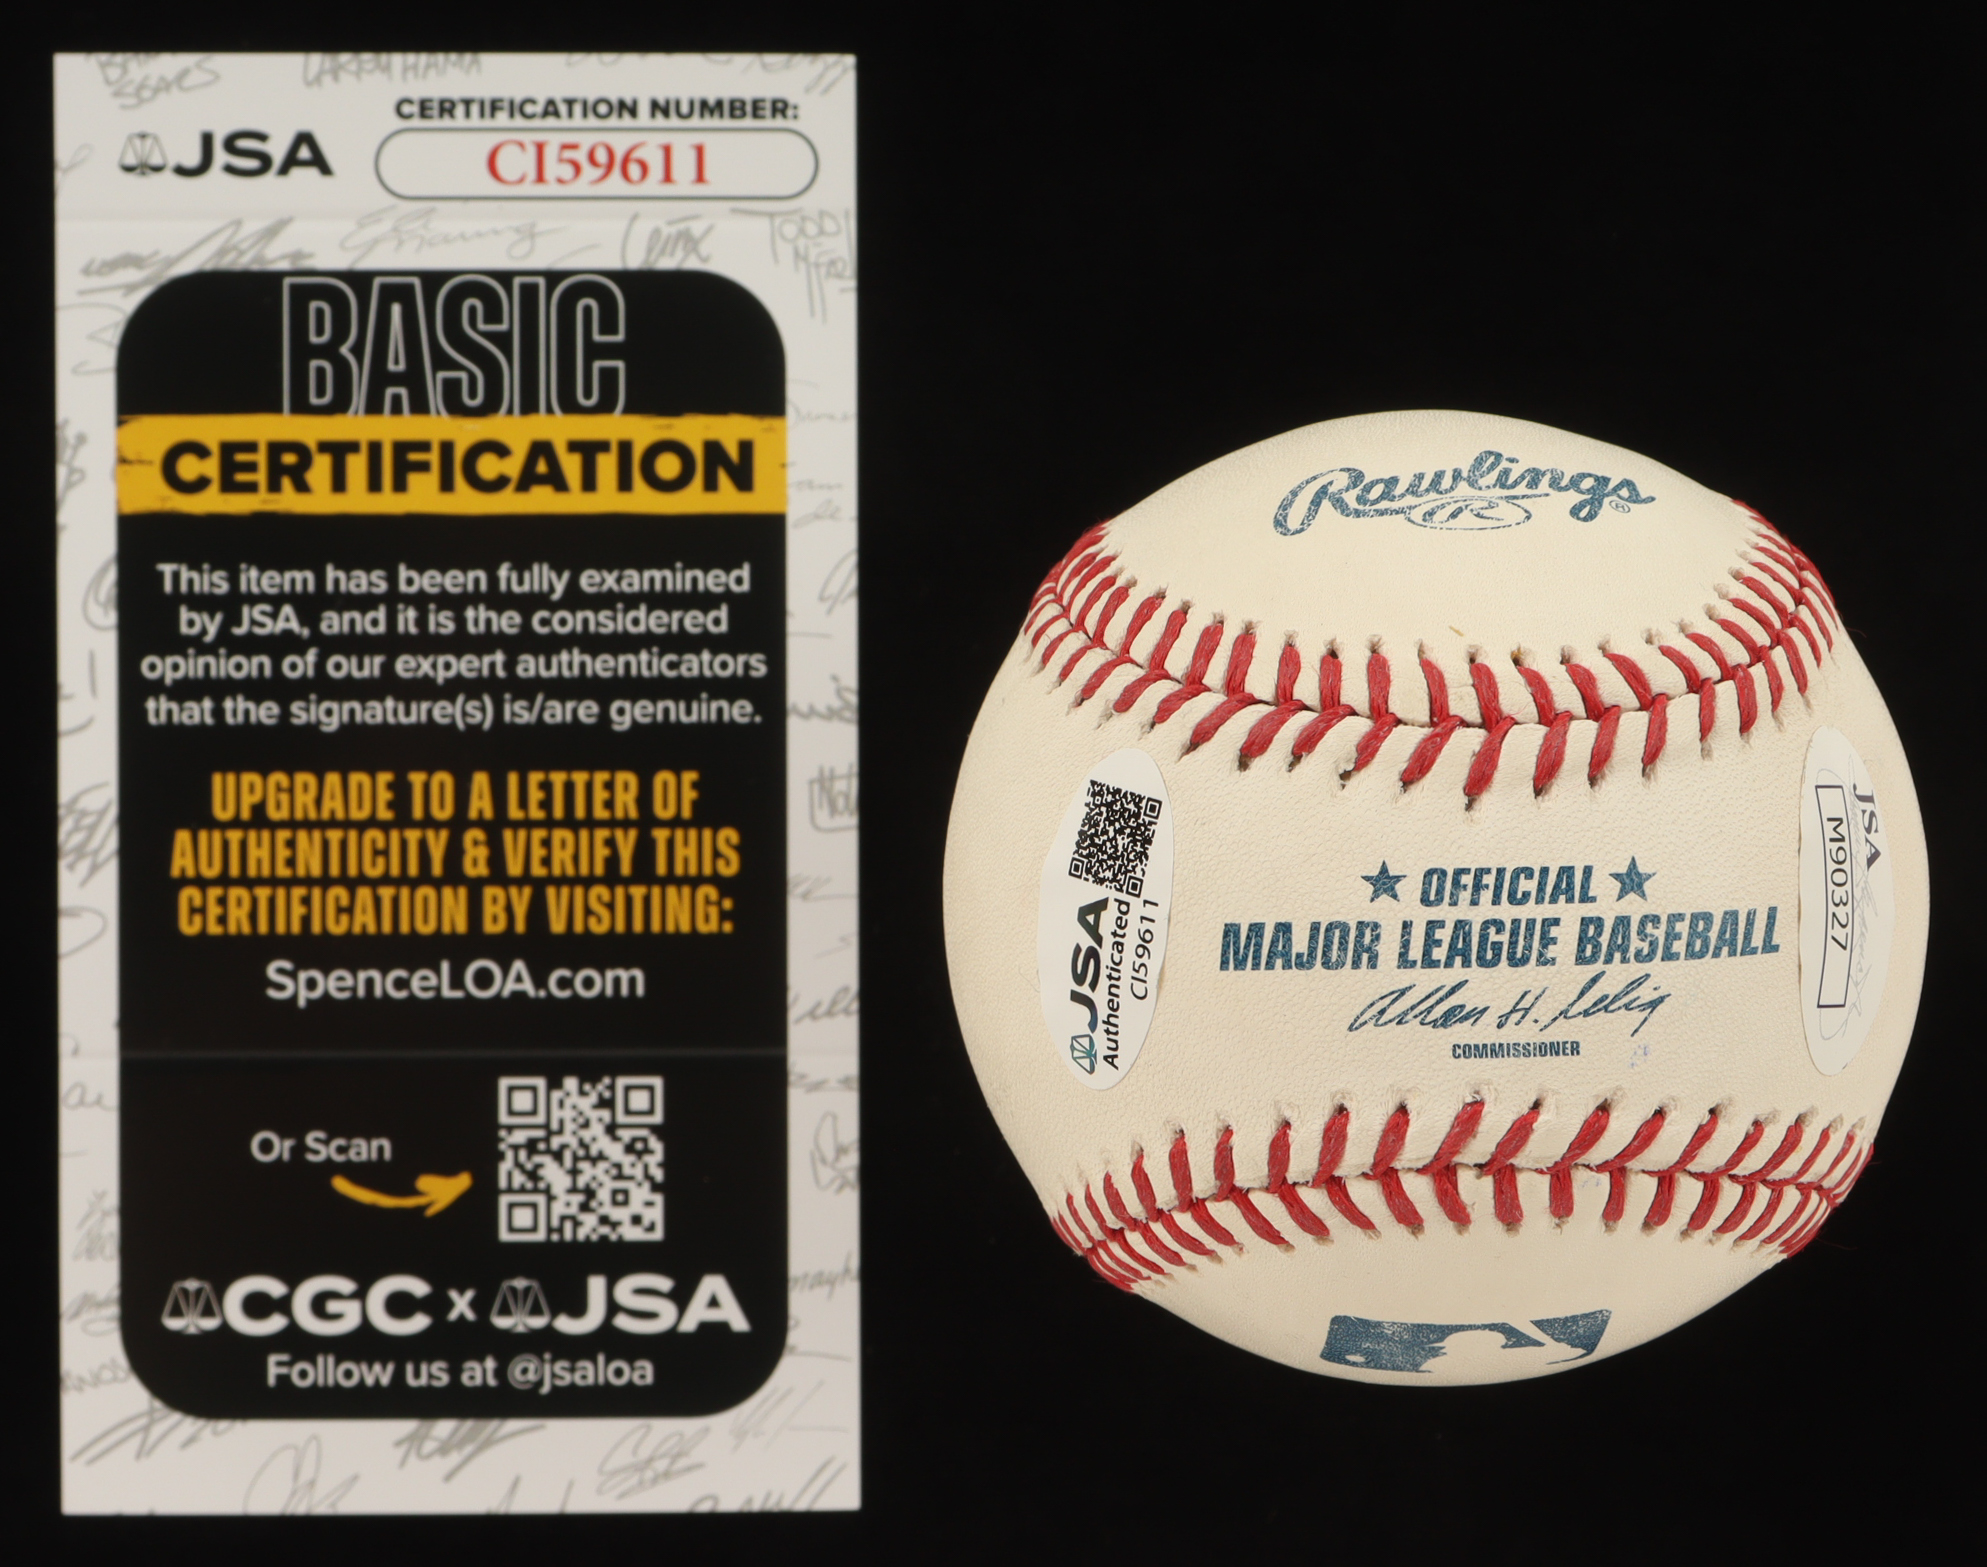 CERTIFICATION NUMBER:
JSA
CI59611
BASIC
CERTIFICATION
This item has been fully examined
by JSA, and it is the considered
opinion of our expert authenticators
that the signature(s) is/are genuine.
UPGRADE TO A LETTER OF
AUTHENTICITY & VERIFY THIS
CERTIFICATION BY VISITING:
SpenceLOA.com
Or Scan
CGC x JSA
Follow us at @jsaloa
Rawlings®
R
JSA
Authenticated
CI59611
★ OFFICIAL ★
MAJOR LEAGUE BASEBALL
Allan H. Selig
COMMISSIONER
JSA
M90327